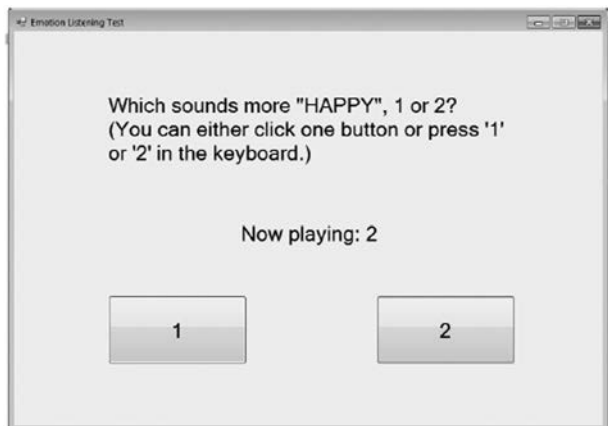 Emotion Listening Test
Which sounds more "HAPPY", 1 or 2?
(You can either click one button or press '1'
or '2' in the keyboard.)
Now playing: 2
1
2